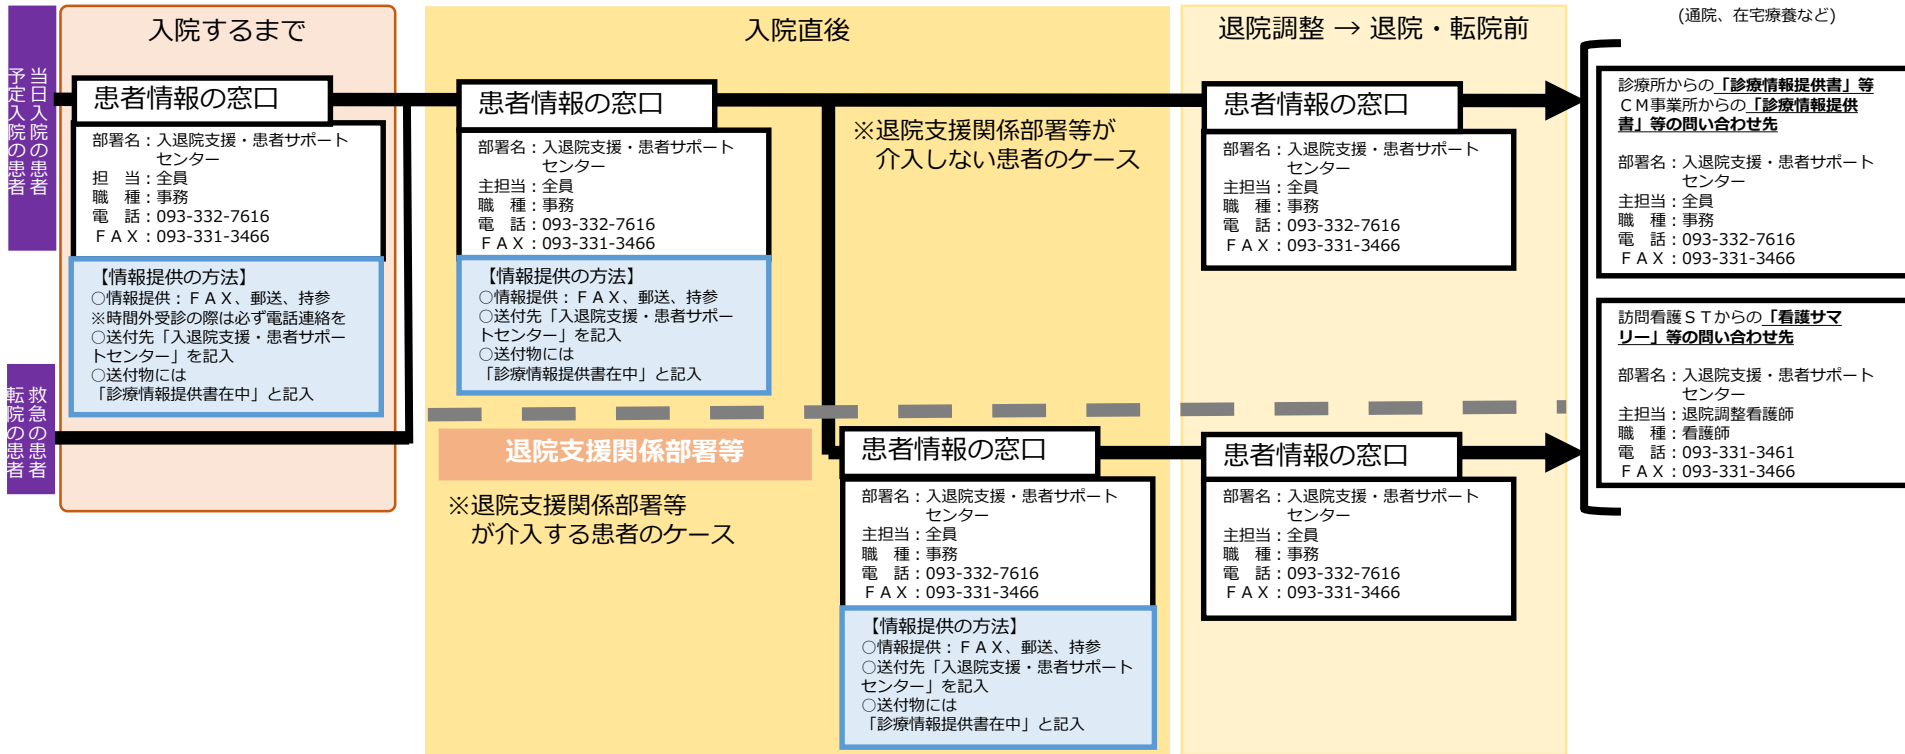 入院するまで
入院直後
退院調整 → 退院・転院前
(通院、在宅療養など)
当日入院の患者
予定入院の患者
救急の患者
転院の患者
患者情報の窓口
部署名：入退院支援・患者サポート
センター
担　当：全員
職　種：事務
電　話：093-332-7616
ＦＡＸ：093-331-3466
【情報提供の方法】
○情報提供：ＦＡＸ、郵送、持参
※時間外受診の際は必ず電話連絡を
○送付先「入退院支援・患者サポー
トセンター」を記入
○送付物には
「診療情報提供書在中」と記入
患者情報の窓口
部署名：入退院支援・患者サポート
センター
主担当：全員
職　種：事務
電　話：093-332-7616
ＦＡＸ：093-331-3466
【情報提供の方法】
○情報提供：ＦＡＸ、郵送、持参
○送付先「入退院支援・患者サポー
トセンター」を記入
○送付物には
「診療情報提供書在中」と記入
※退院支援関係部署等が
介入しない患者のケース
患者情報の窓口
部署名：入退院支援・患者サポート
センター
主担当：全員
職　種：事務
電　話：093-332-7616
ＦＡＸ：093-331-3466
診療所からの「診療情報提供書」等
ＣＭ事業所からの「診療情報提供
書」等の問い合わせ先
部署名：入退院支援・患者サポート
センター
主担当：全員
職　種：事務
電　話：093-332-7616
ＦＡＸ：093-331-3466
退院支援関係部署等
※退院支援関係部署等
が介入する患者のケース
患者情報の窓口
部署名：入退院支援・患者サポート
センター
主担当：全員
職　種：事務
電　話：093-332-7616
ＦＡＸ：093-331-3466
【情報提供の方法】
○情報提供：ＦＡＸ、郵送、持参
○送付先「入退院支援・患者サポート
センター」を記入
○送付物には
「診療情報提供書在中」と記入
患者情報の窓口
部署名：入退院支援・患者サポート
センター
主担当：全員
職　種：事務
電　話：093-332-7616
ＦＡＸ：093-331-3466
訪問看護ＳＴからの「看護サマ
リー」等の問い合わせ先
部署名：入退院支援・患者サポート
センター
主担当：退院調整看護師
職　種：看護師
電　話：093-331-3461
ＦＡＸ：093-331-3466